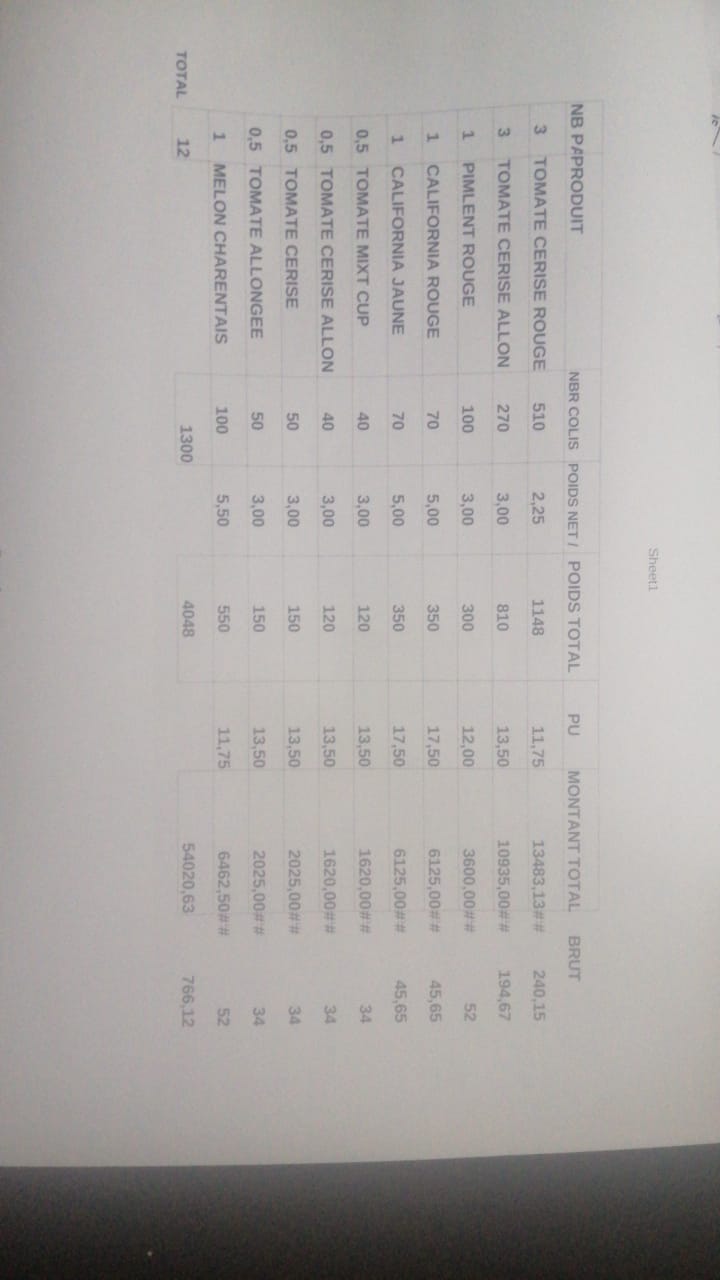 Sheet1
NB PA PRODUIT NBR COLIS POIDS NET / POIDS TOTAL PU MONTANT TOTAL BRUT
3 TOMATE CERISE ROUGE 510 2,25 1148 11,75 13483,13 ## 240,15
3 TOMATE CERISE ALLON 270 3,00 810 13,50 10935,00 ## 194,67
1 PIMLENT ROUGE 100 3,00 300 12,00 3600,00 ## 52
1 CALIFORNIA ROUGE 70 5,00 350 17,50 6125,00 ## 45,65
1 CALIFORNIA JAUNE 70 5,00 350 17,50 6125,00 ## 45,65
0,5 TOMATE MIXT CUP 40 3,00 120 13,50 1620,00 ## 34
0,5 TOMATE CERISE ALLON 40 3,00 120 13,50 1620,00 ## 34
0,5 TOMATE CERISE 50 3,00 150 13,50 2025,00 ## 34
0,5 TOMATE ALLONGEE 50 3,00 150 13,50 2025,00 ## 34
1 MELON CHARENTAIS 100 5,50 550 11,75 6462,50 ## 52
TOTAL 12 1300 4048 54020,63 766,12